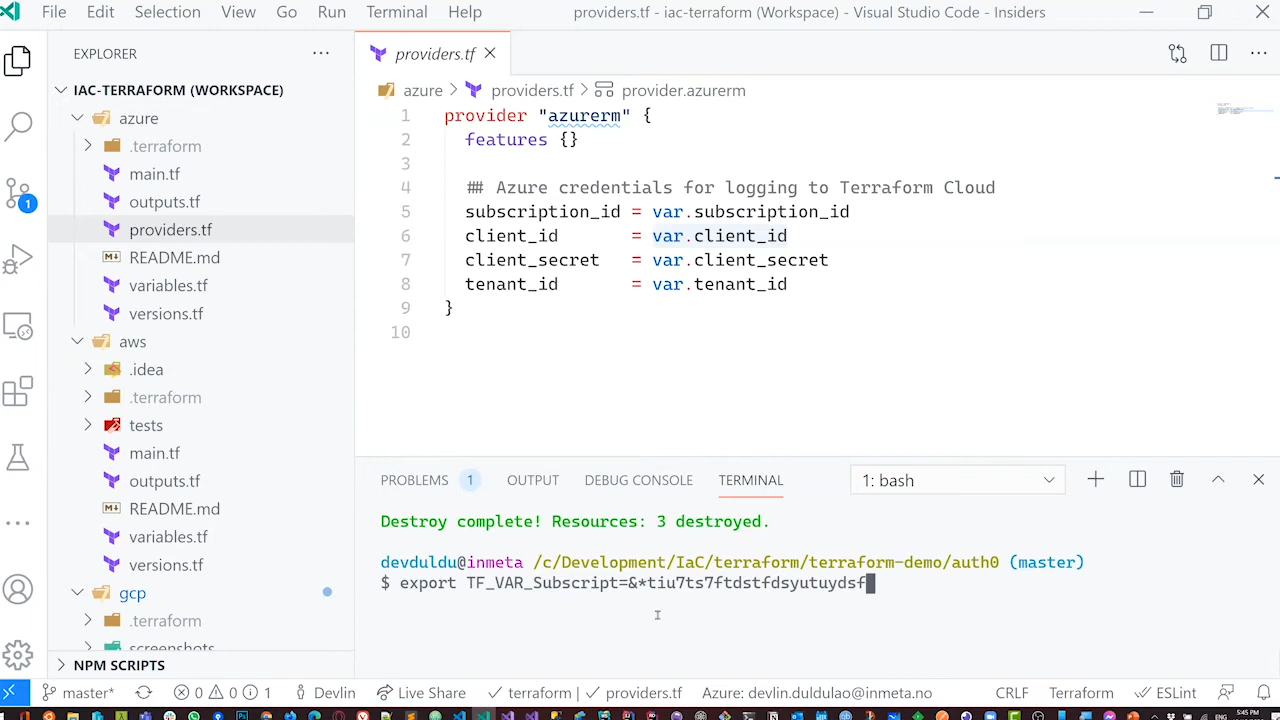 File Edit Selection View Go Run Terminal Help providers.tf - iac-terraform (Workspace) - Visual Studio Code - Insiders
EXPLORER
providers.tf
IAC-TERRAFORM (WORKSPACE)
azure > providers.tf > provider.azurerm
azure
.terraform
main.tf
outputs.tf
providers.tf
README.md
variables.tf
versions.tf
aws
.idea
.terraform
tests
main.tf
outputs.tf
README.md
variables.tf
versions.tf
gcp
.terraform
screenshots
NPM SCRIPTS
1
1 provider "azurerm" {
2 features {}
3
4 ## Azure credentials for logging to Terraform Cloud
5 subscription_id = var.subscription_id
6 client_id = var.client_id
7 client_secret = var.client_secret
8 tenant_id = var.tenant_id
9 }
10
PROBLEMS 1 OUTPUT DEBUG CONSOLE TERMINAL 1: bash
Destroy complete! Resources: 3 destroyed.
devduldu@inmeta /c/Development/IaC/terraform/terraform-demo/auth0 (master)
$ export TF_VAR_Subscript=&*tiu7ts7ftdstfdsyutuydsf
master* 0 0 1 Devlin Live Share terraform | providers.tf Azure: devlin.duldulao@inmeta.no CRLF Terraform ESLint
5:45 PM